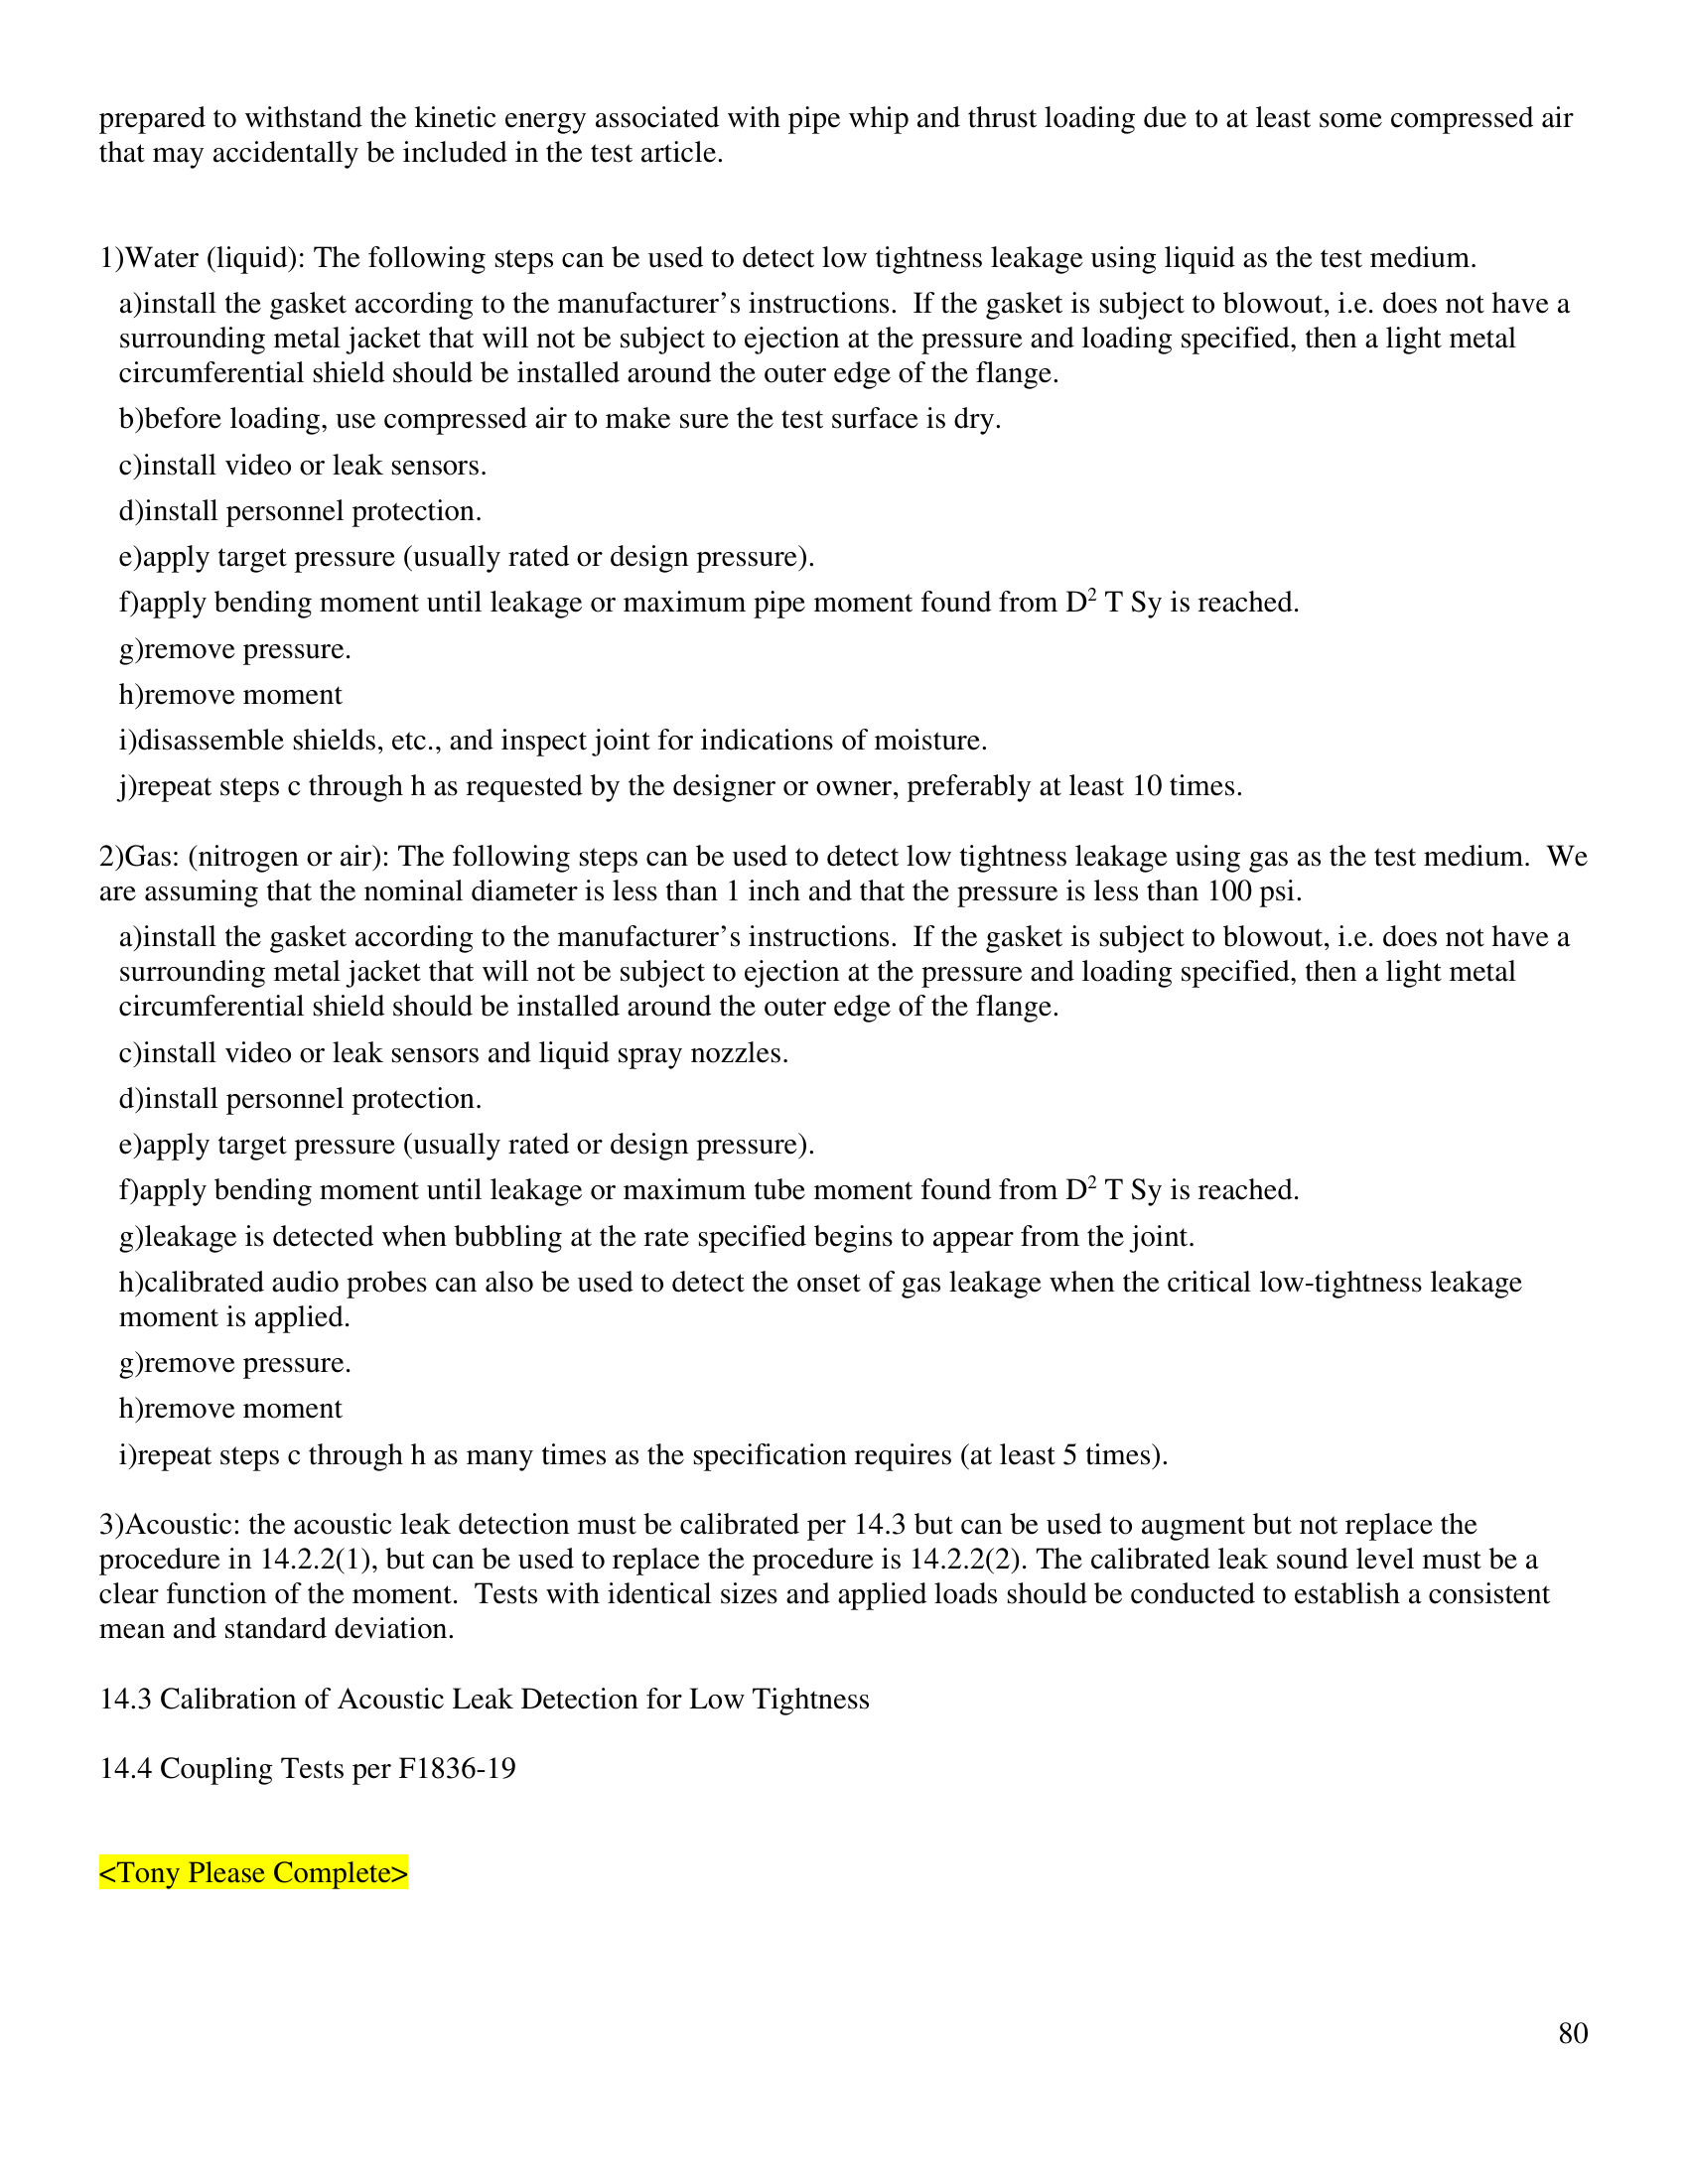 prepared to withstand the kinetic energy associated with pipe whip and thrust loading due to at least some compressed air
that may accidentally be included in the test article.
1)Water (liquid): The following steps can be used to detect low tightness leakage using liquid as the test medium.
a)install the gasket according to the manufacturer’s instructions.  If the gasket is subject to blowout, i.e. does not have a
surrounding metal jacket that will not be subject to ejection at the pressure and loading specified, then a light metal
circumferential shield should be installed around the outer edge of the flange.
b)before loading, use compressed air to make sure the test surface is dry.
c)install video or leak sensors.
d)install personnel protection.
e)apply target pressure (usually rated or design pressure).
f)apply bending moment until leakage or maximum pipe moment found from D² T Sy is reached.
g)remove pressure.
h)remove moment
i)disassemble shields, etc., and inspect joint for indications of moisture.
j)repeat steps c through h as requested by the designer or owner, preferably at least 10 times.
2)Gas: (nitrogen or air): The following steps can be used to detect low tightness leakage using gas as the test medium.  We
are assuming that the nominal diameter is less than 1 inch and that the pressure is less than 100 psi.
a)install the gasket according to the manufacturer’s instructions.  If the gasket is subject to blowout, i.e. does not have a
surrounding metal jacket that will not be subject to ejection at the pressure and loading specified, then a light metal
circumferential shield should be installed around the outer edge of the flange.
c)install video or leak sensors and liquid spray nozzles.
d)install personnel protection.
e)apply target pressure (usually rated or design pressure).
f)apply bending moment until leakage or maximum tube moment found from D² T Sy is reached.
g)leakage is detected when bubbling at the rate specified begins to appear from the joint.
h)calibrated audio probes can also be used to detect the onset of gas leakage when the critical low-tightness leakage
moment is applied.
g)remove pressure.
h)remove moment
i)repeat steps c through h as many times as the specification requires (at least 5 times).
3)Acoustic: the acoustic leak detection must be calibrated per 14.3 but can be used to augment but not replace the
procedure in 14.2.2(1), but can be used to replace the procedure is 14.2.2(2). The calibrated leak sound level must be a
clear function of the moment.  Tests with identical sizes and applied loads should be conducted to establish a consistent
mean and standard deviation.
14.3 Calibration of Acoustic Leak Detection for Low Tightness
14.4 Coupling Tests per F1836-19
<Tony Please Complete>
80